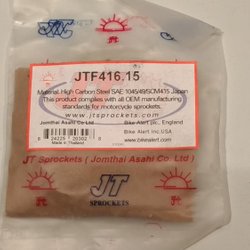 JTF416.15
Material: High Carbon Steel SAE 1045/49/SCM415 Japan
This product complies with all OEM manufacturing
standards for motorcycle sprockets.
www.jtsprockets.com
Jomthai Asahi Co Ltd
Bike Alert plc., England
Bike Alert inc.USA
www.bikealert.com
Made in Thailand
JT Sprockets ( Jomthai Asahi Co. Ltd )
JT
SPROCKETS